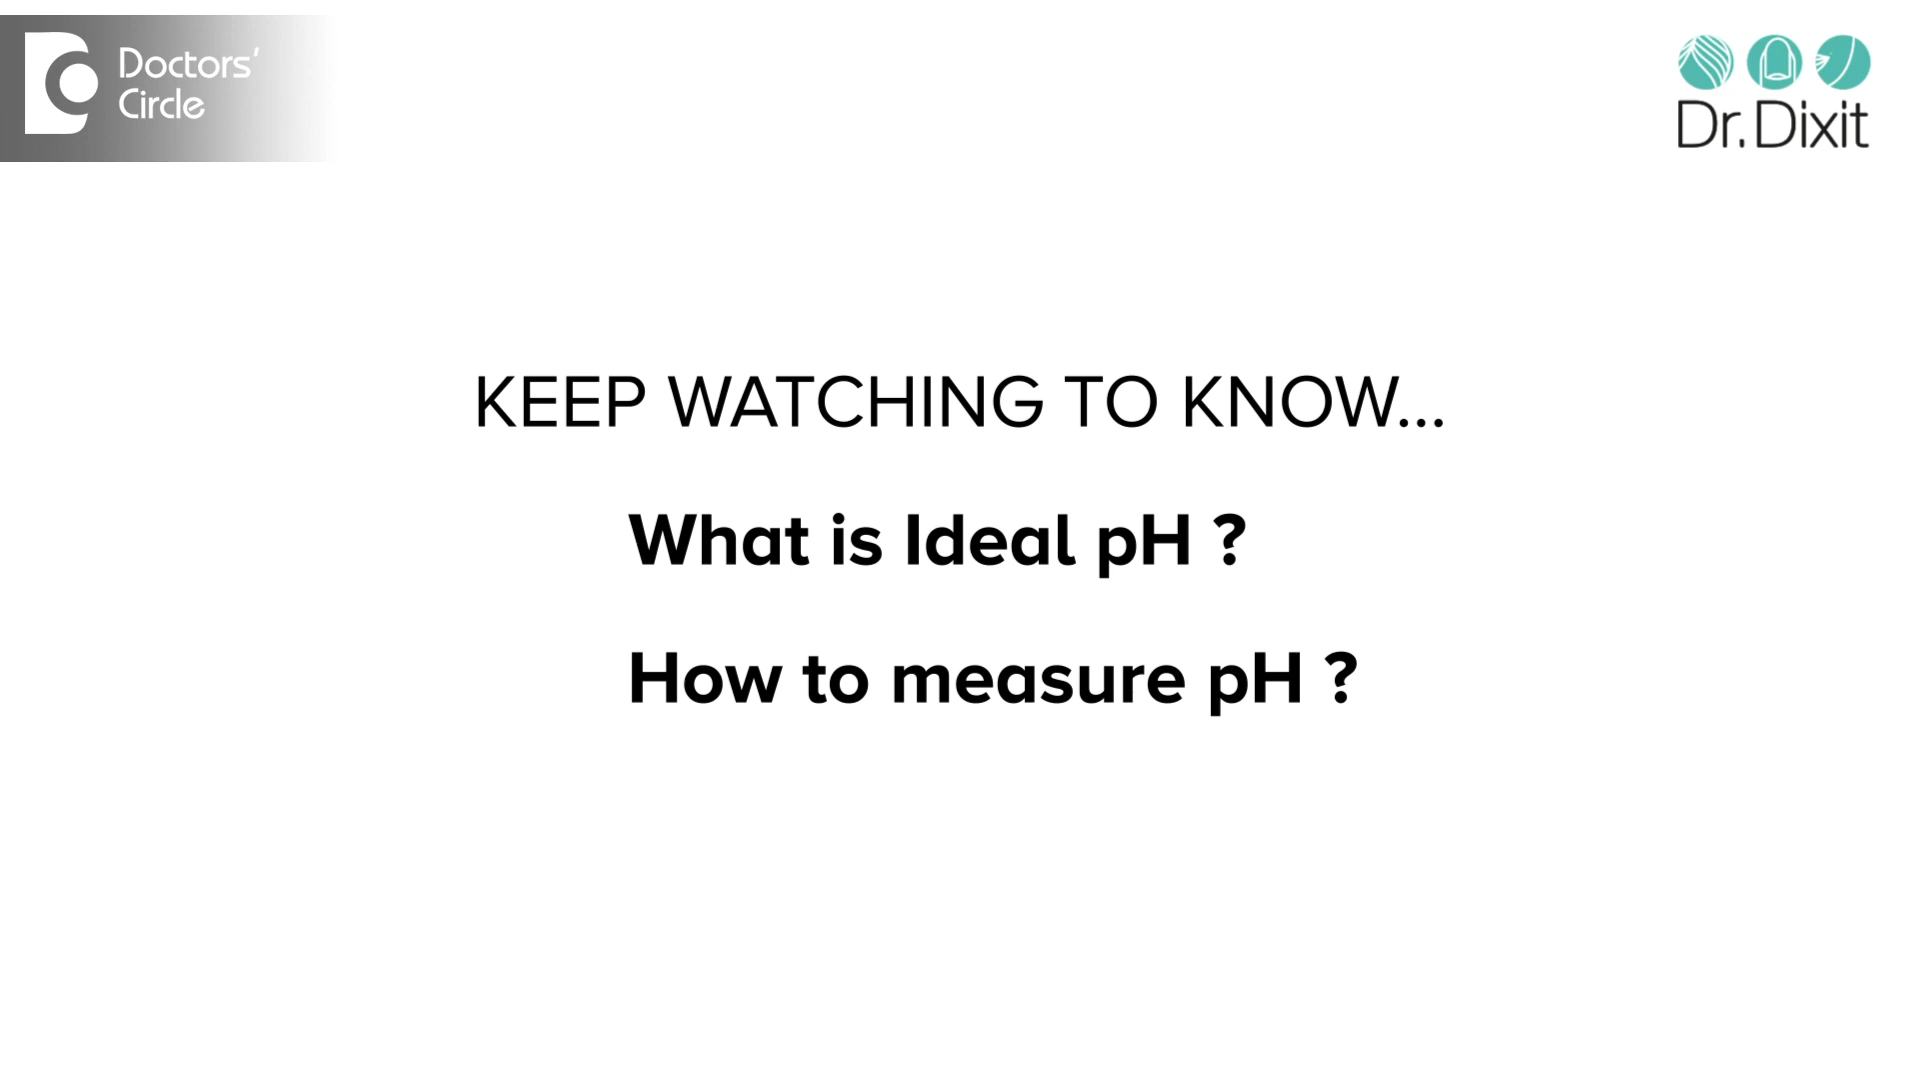 Doctors'
Circle
Dr.Dixit
KEEP WATCHING TO KNOW...
What is Ideal pH ?
How to measure pH ?